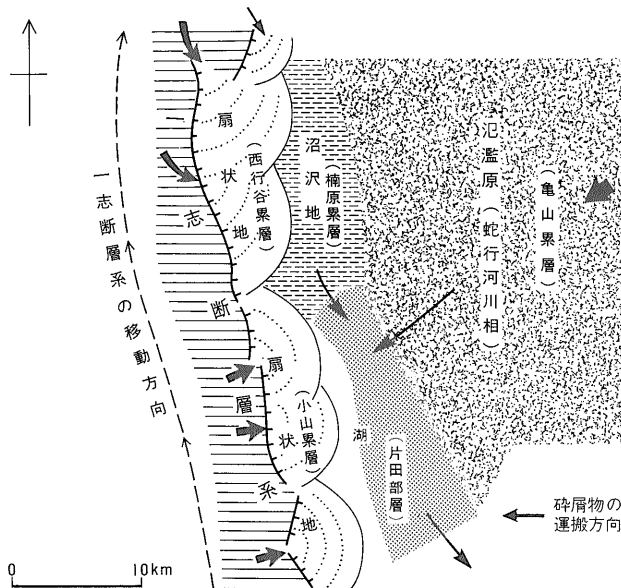 一志断層系の移動方向
一志断層系
扇状地
(西行谷累層)
沼沢地
(楠原累層)
氾濫原(蛇行河川相)
(亀山累層)
扇状地
(小山累層)
湖
(片田部層)
砕屑物の
運搬方向
0 10km